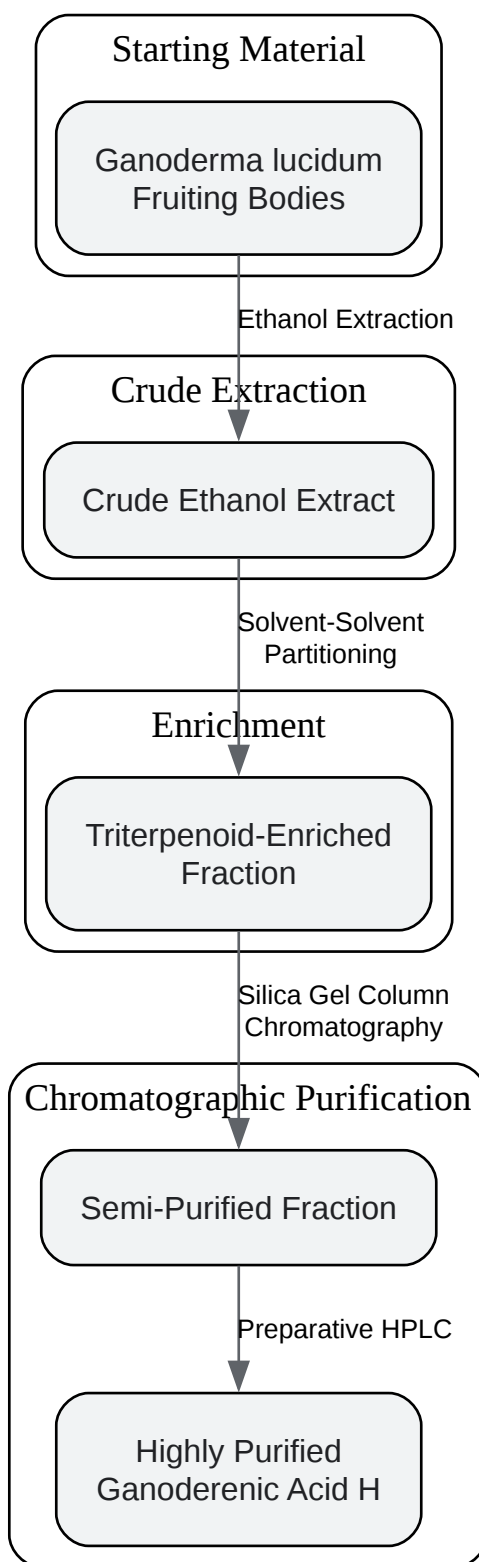 Starting Material
Ganoderma lucidum
Fruiting Bodies
Ethanol Extraction
Crude Extraction
Crude Ethanol Extract
Solvent-Solvent
Partitioning
Enrichment
Triterpenoid-Enriched
Fraction
Silica Gel Column
Chromatography
Chromatographic Purification
Semi-Purified Fraction
Preparative HPLC
Highly Purified
Ganoderenic Acid H